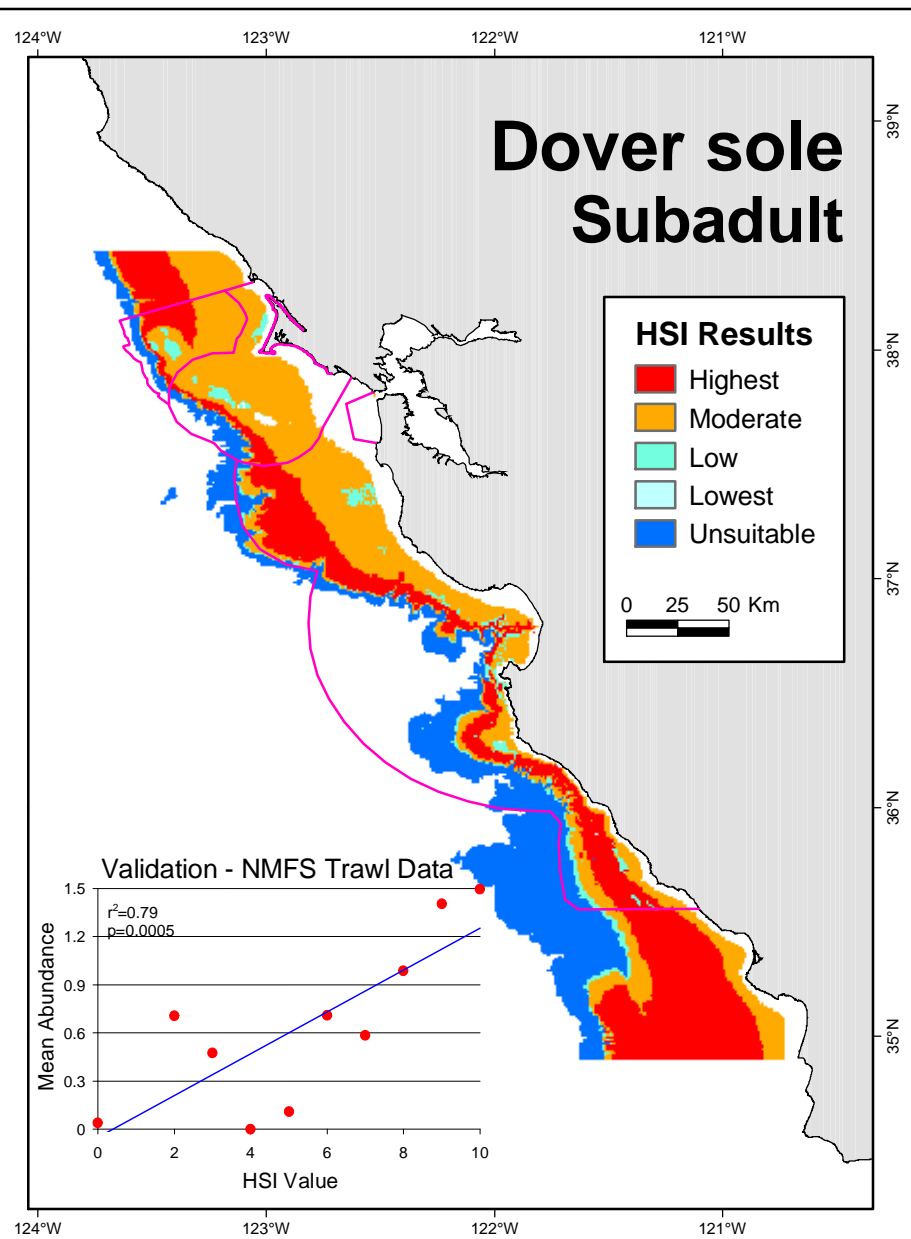 124°W 123°W 122°W 121°W
Dover sole
Subadult
39°N
38°N
37°N
36°N
35°N
HSI Results
Highest
Moderate
Low
Lowest
Unsuitable
0 25 50 Km
Validation - NMFS Trawl Data
r²=0.79
p=0.0005
Mean Abundance
1.5
1.2
0.9
0.6
0.3
0
0 2 4 6 8 10
HSI Value
124°W 123°W 122°W 121°W